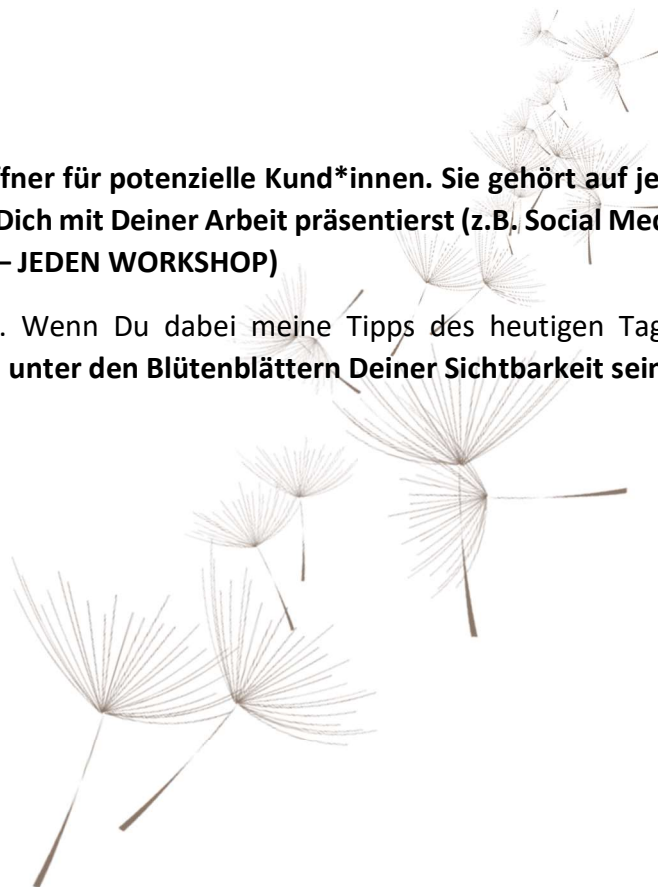 ffner für potenzielle Kund*innen. Sie gehört auf je
Dich mit Deiner Arbeit präsentierst (z.B. Social Med
– JEDEN WORKSHOP)
. Wenn Du dabei meine Tipps des heutigen Tag
unter den Blütenblättern Deiner Sichtbarkeit sein